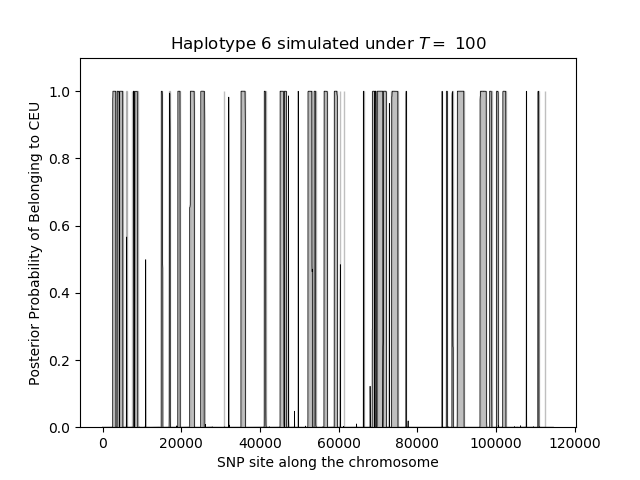 Haplotype 6 simulated under T = 100
Posterior Probability of Belonging to CEU
1.0
0.8
0.6
0.4
0.2
0.0
0 20000 40000 60000 80000 100000 120000
SNP site along the chromosome